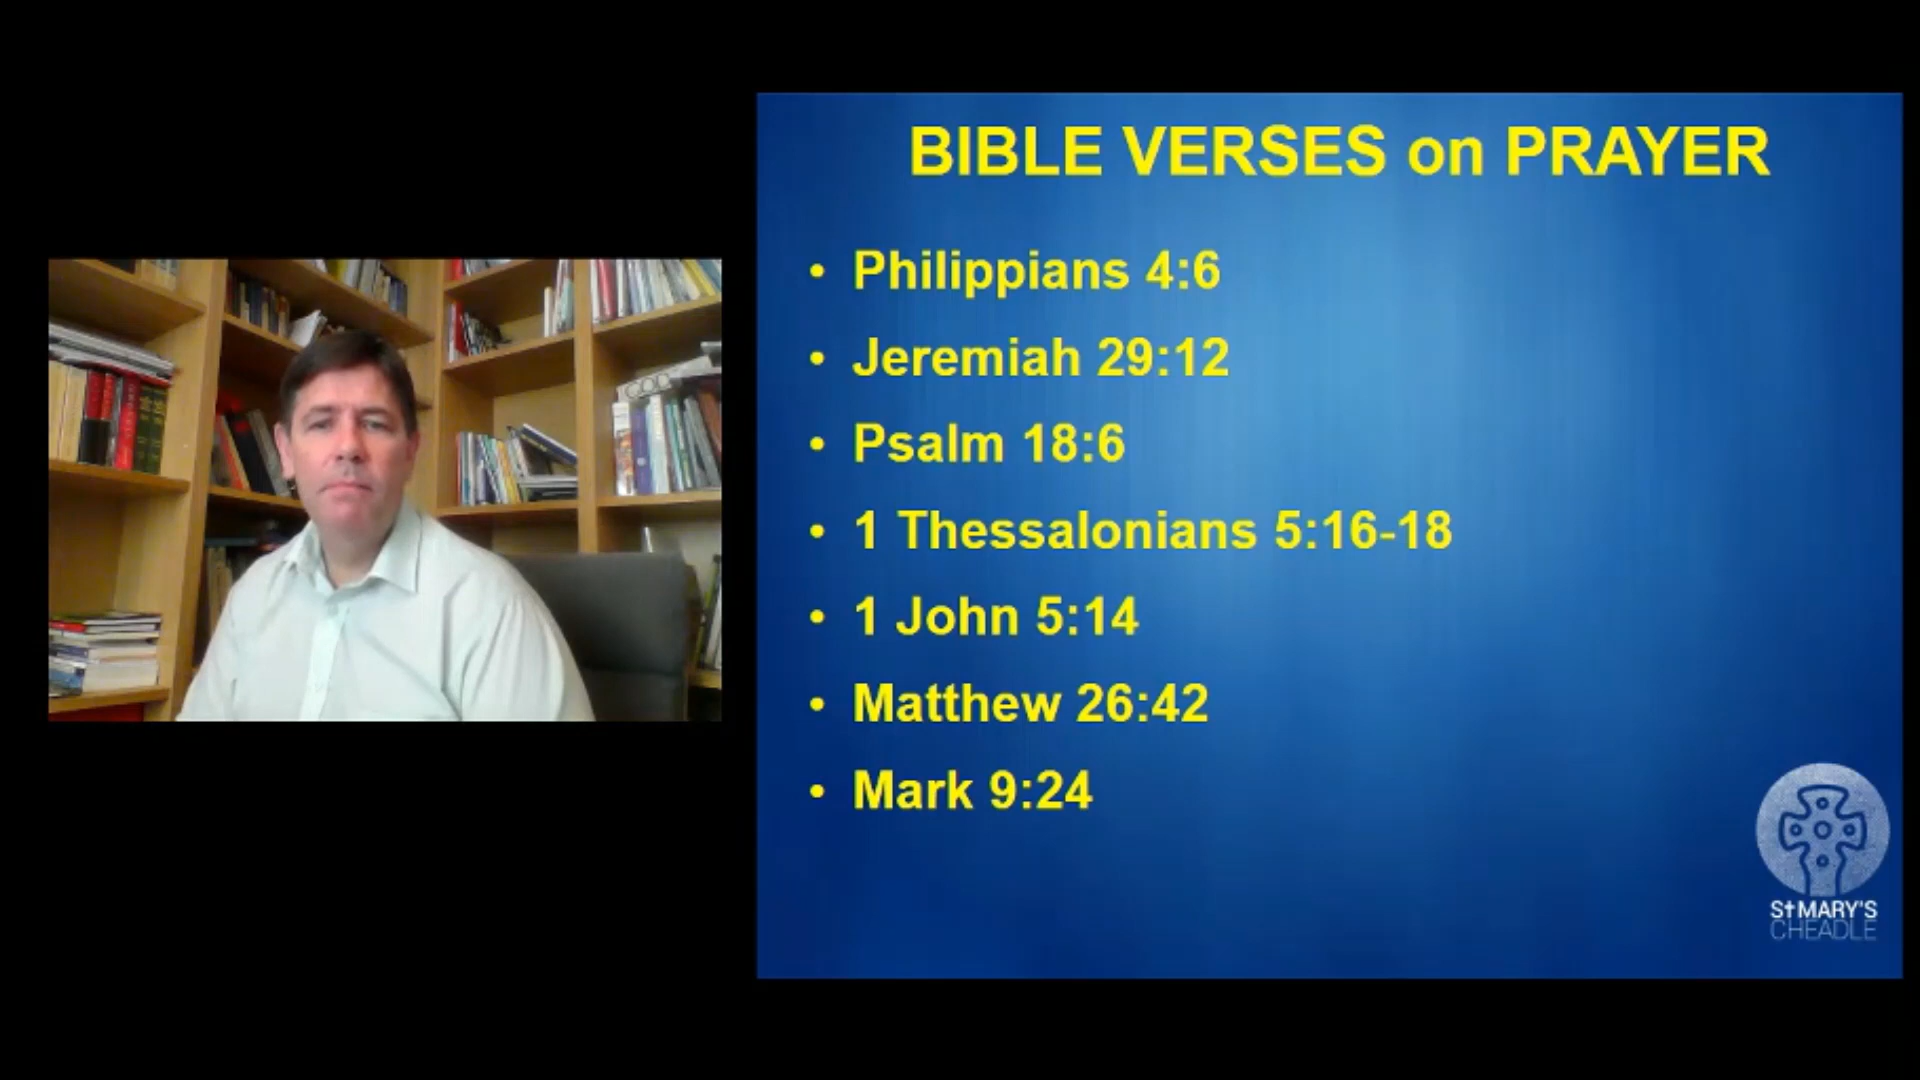 BIBLE VERSES on PRAYER
• Philippians 4:6
• Jeremiah 29:12
• Psalm 18:6
• 1 Thessalonians 5:16-18
• 1 John 5:14
• Matthew 26:42
• Mark 9:24
GOD
St MARY'S
CHEADLE